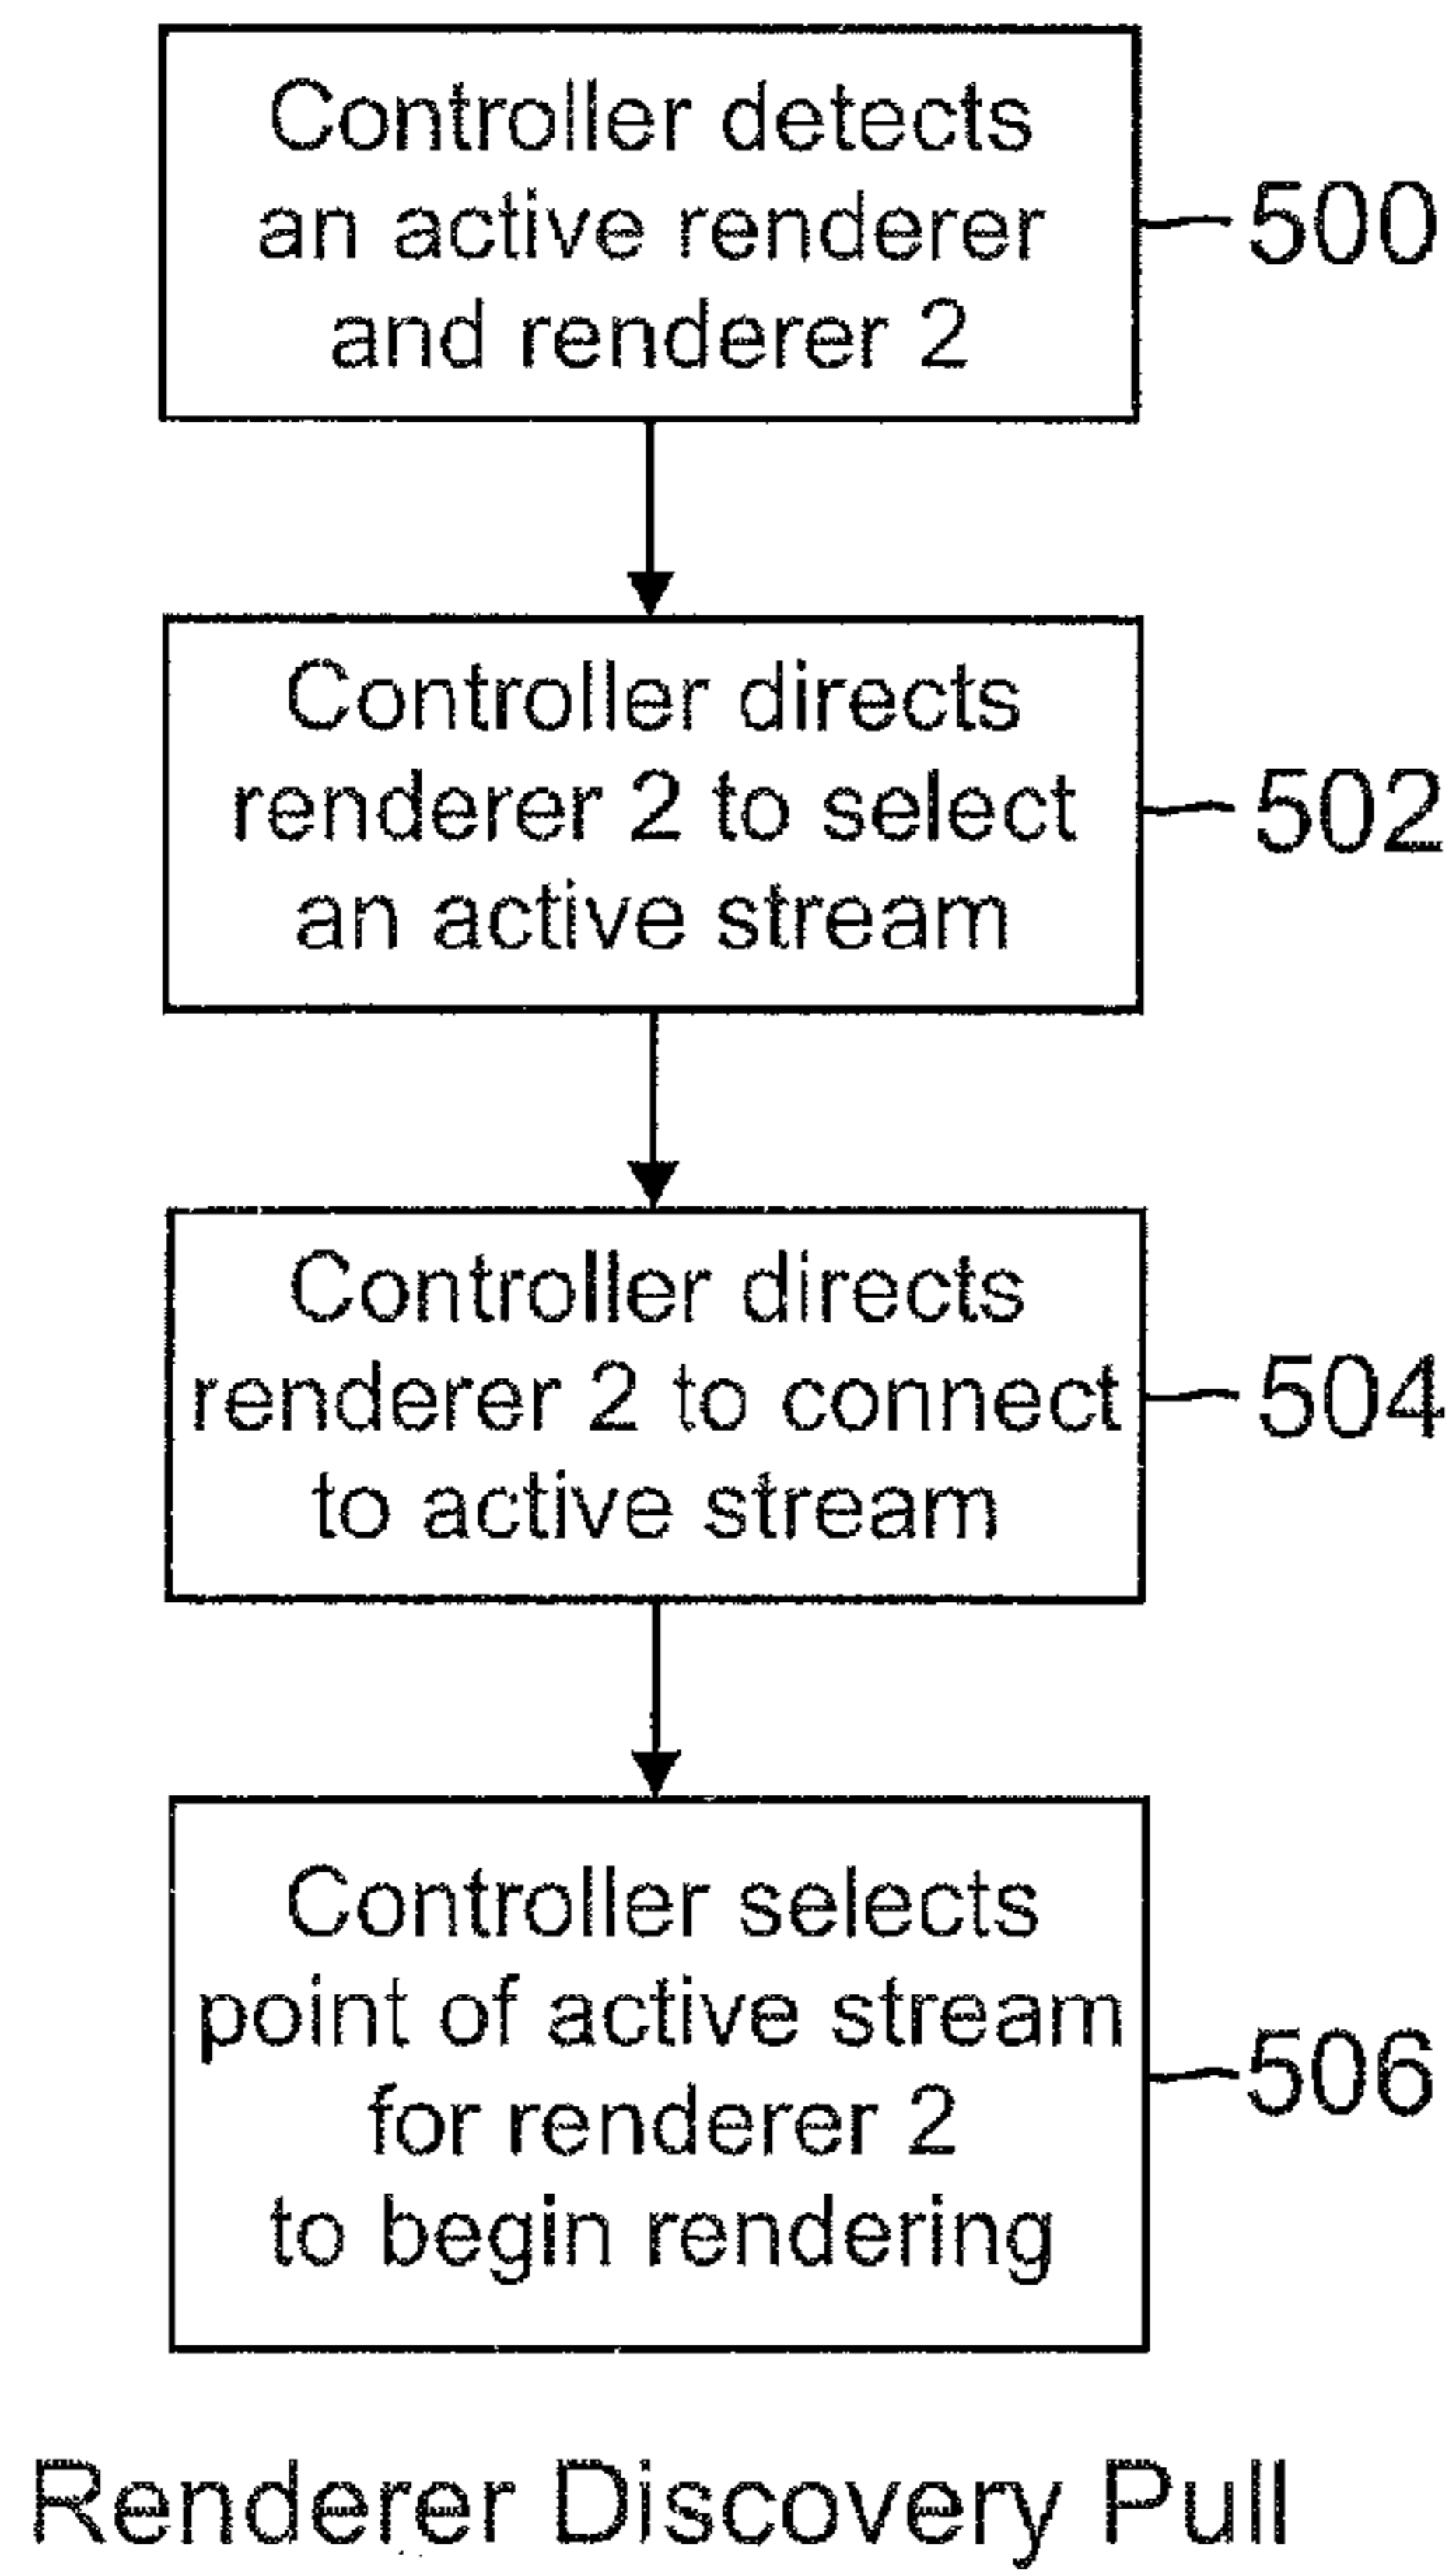 Controller detects
an active renderer
and renderer 2
500
Controller directs
renderer 2 to select
an active stream
502
Controller directs
renderer 2 to connect
to active stream
504
Controller selects
point of active stream
for renderer 2
to begin rendering
506
Renderer Discovery Pull